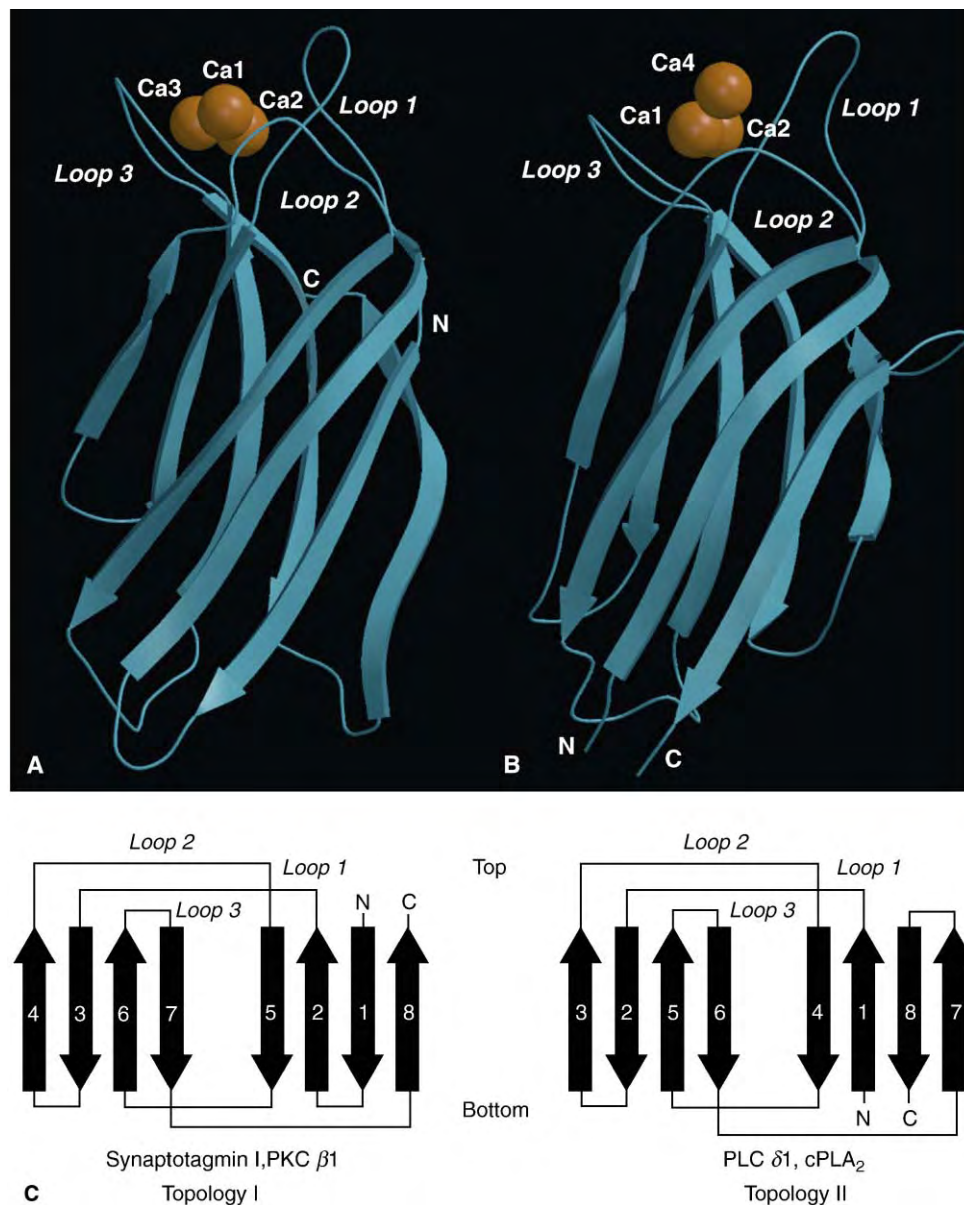 Ca3
Ca1
Ca2
Loop 1
Loop 3
Loop 2
C
N
A
Ca4
Ca1
Ca2
Loop 1
Loop 3
Loop 2
N
C
B
Loop 2
Loop 1
Loop 3
N C
4 3 6 7 5 2 1 8
Synaptotagmin I,PKC β1
Topology I
Top
Bottom
Loop 2
Loop 1
Loop 3
3 2 5 6 4 1 8 7
N C
PLC δ1, cPLA₂
Topology II
C